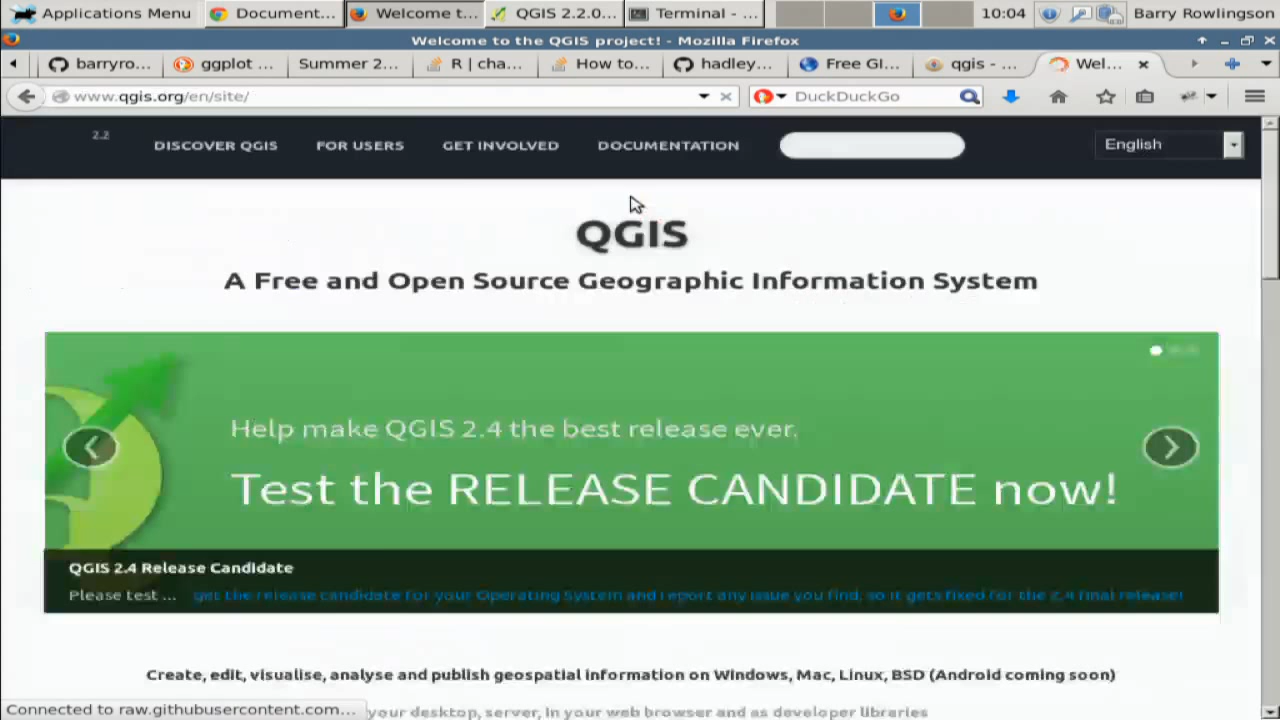 Applications Menu Document... Welcome t... QGIS 2.2.0... Terminal - ... 10:04 Barry Rowlingson
Welcome to the QGIS project! - Mozilla Firefox
barryro... ggplot ... Summer 2... R | cha... How to... hadley... Free GI... qgis - ... Wel...
www.qgis.org/en/site/ DuckDuckGo
2.2 DISCOVER QGIS FOR USERS GET INVOLVED DOCUMENTATION English
QGIS
A Free and Open Source Geographic Information System
Help make QGIS 2.4 the best release ever.
Test the RELEASE CANDIDATE now!
QGIS 2.4 Release Candidate
Please test ... get the release candidate for your Operating System and report any issue you find, so it gets fixed for the 2.4 final release!
Create, edit, visualise, analyse and publish geospatial information on Windows, Mac, Linux, BSD (Android coming soon)
Connected to raw.githubusercontent.com... your desktop, server, in your web browser and as developer libraries